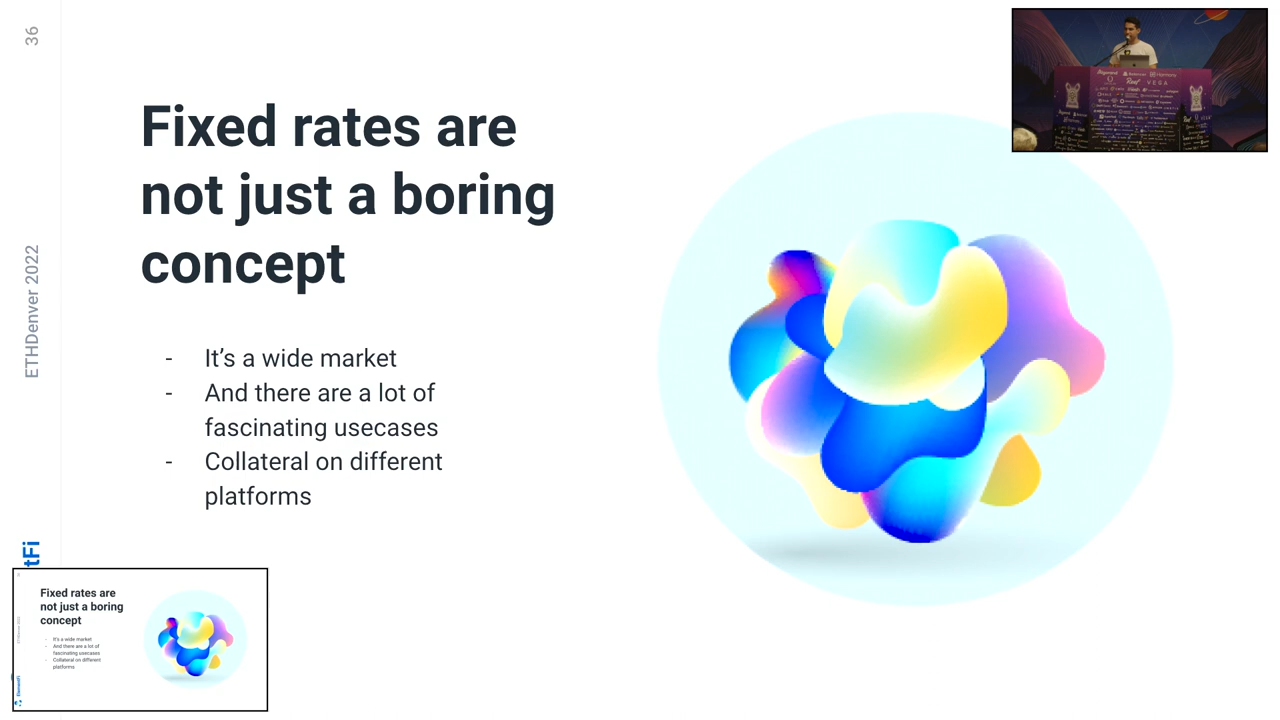 36
Fixed rates are
not just a boring
concept
- It's a wide market
- And there are a lot of
fascinating usecases
- Collateral on different
platforms
ETHDenver 2022
tFi
VEGA
Fixed rates are
not just a boring
concept
- It's a wide market
- And there are a lot of
fascinating usecases
- Collateral on different
platforms